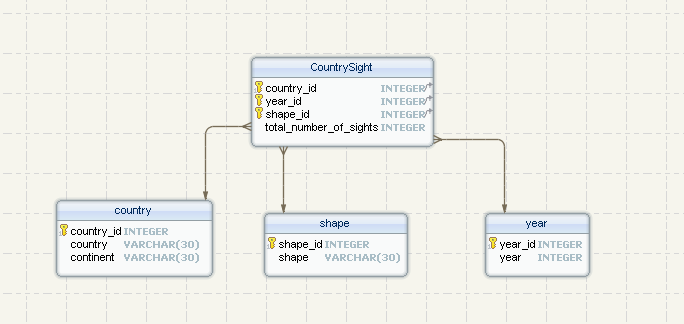 CountrySight
country_id INTEGER
year_id INTEGER
shape_id INTEGER
total_number_of_sights INTEGER
country
country_id INTEGER
country VARCHAR(30)
continent VARCHAR(30)
shape
shape_id INTEGER
shape VARCHAR(30)
year
year_id INTEGER
year INTEGER